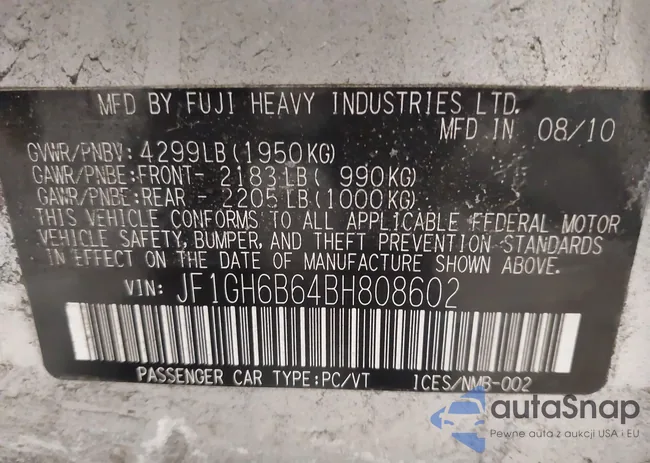 MFD BY FUJI HEAVY INDUSTRIES LTD.
MFD IN 08/10
GVWR/PNBV: 4299LB (1950KG)
GAWR/PNBE: FRONT- 2183LB ( 990KG)
GAWR/PNBE: REAR - 2205LB (1000KG)
THIS VEHICLE CONFORMS TO ALL APPLICABLE FEDERAL MOTOR
VEHICLE SAFETY, BUMPER, AND THEFT PREVENTION STANDARDS
IN EFFECT ON THE DATE OF MANUFACTURE SHOWN ABOVE.
VIN: JF1GH6B64BH808602
PASSENGER CAR TYPE: PC/VT 1CES/NMB-002
autaSnap
Pewne auta z aukcji USA i EU